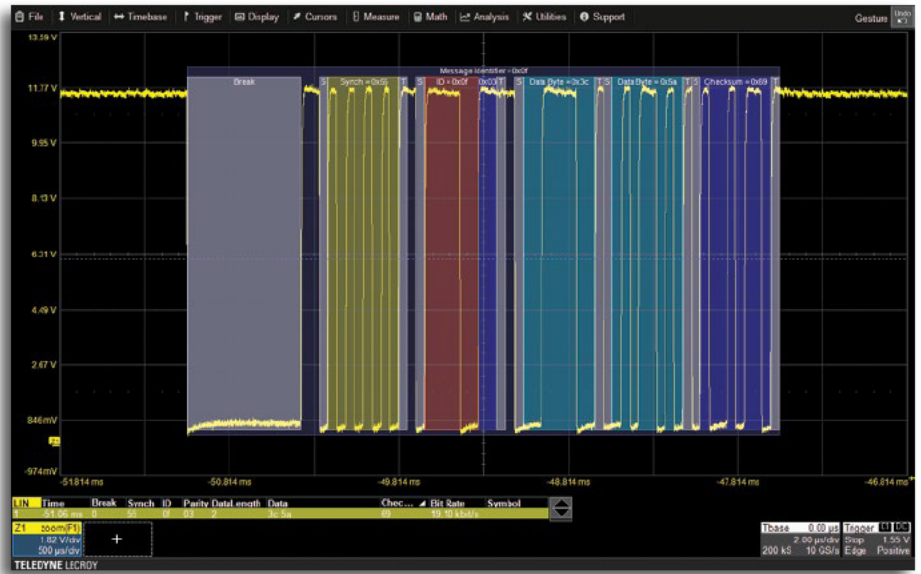 File Vertical Timebase Trigger Display Cursors Measure Math Analysis Utilities Support Gesture Undo
13.59 V
Message Identifier = 0x0f
Break S Synch = 0x55 T S ID = 0x0f 0x03 T S Data Byte = 0x3c T S Data Byte = 0x5a T S Checksum = 0x69 T
11.77 V
9.95 V
8.13 V
6.31 V
4.49 V
2.67 V
846mV
Z1
-974mV
-51.814 ms -50.814 ms -49.814 ms -48.814 ms -47.814 ms -46.814 ms
LIN Time Break Synch ID Parity DataLength Data Chec... Bit Rate Symbol
1 -51.06 ms 0 55 0f 03 2 3c 5a 69 19.10 kbit/s
Z1 zoom(F1) Tbase 0.00 µs Trigger C1 DC
1.82 V/div 2.00 µs/div Stop 1.55 V
500 µs/div 200 kS 10 GS/s Edge Positive
TELEDYNE LECROY